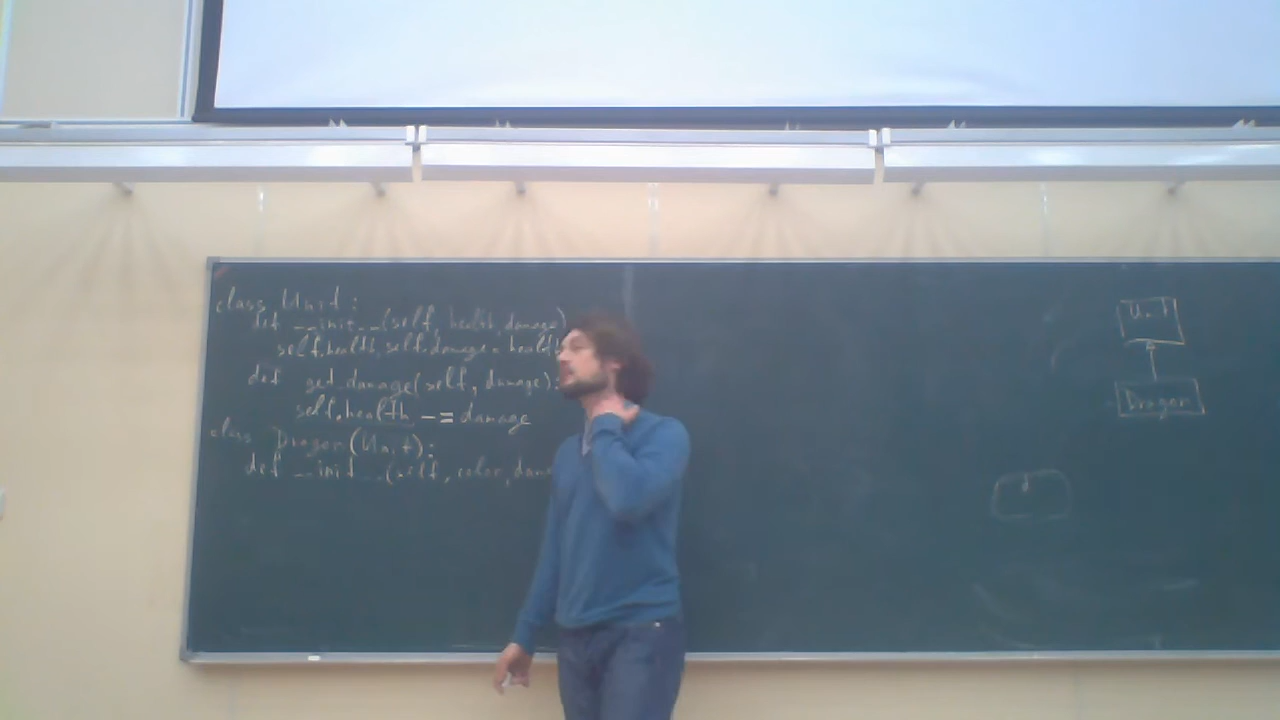 class Unit:
def __init__(self, health, damage)
self.health, self.damage = health
def get_damage(self, damage):
self.health -= damage
class Dragon(Unit):
def __init__(self, color, dam
Unit
Dragon
d